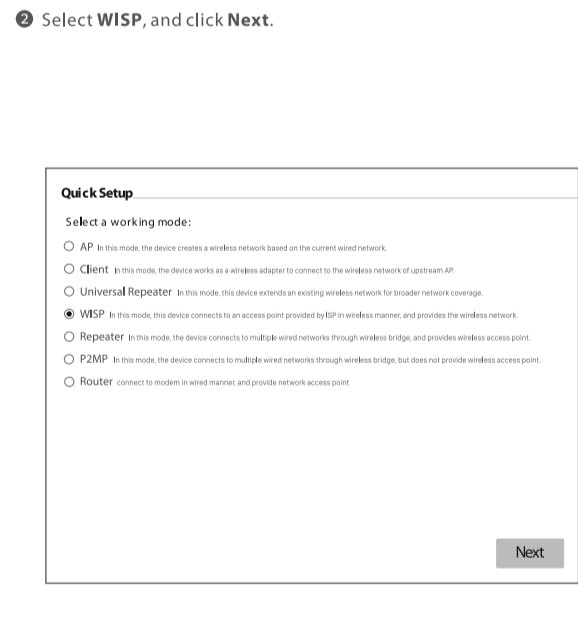 ❷ Select WISP, and click Next.
Quick Setup
Select a working mode:
AP In this mode, the device creates a wireless network based on the current wired network.
Client In this mode, the device works as a wireless adapter to connect to the wireless network of upstream AP.
Universal Repeater In this mode, this device extends an existing wireless network for broader network coverage.
WISP In this mode, this device connects to an access point provided by ISP in wireless manner, and provides the wireless network.
Repeater In this mode, the device connects to multiple wired networks through wireless bridge, and provides wireless access point.
P2MP In this mode, the device connects to multiple wired networks through wireless bridge, but does not provide wireless access point.
Router connect to modem in wired manner, and provide network access point
Next